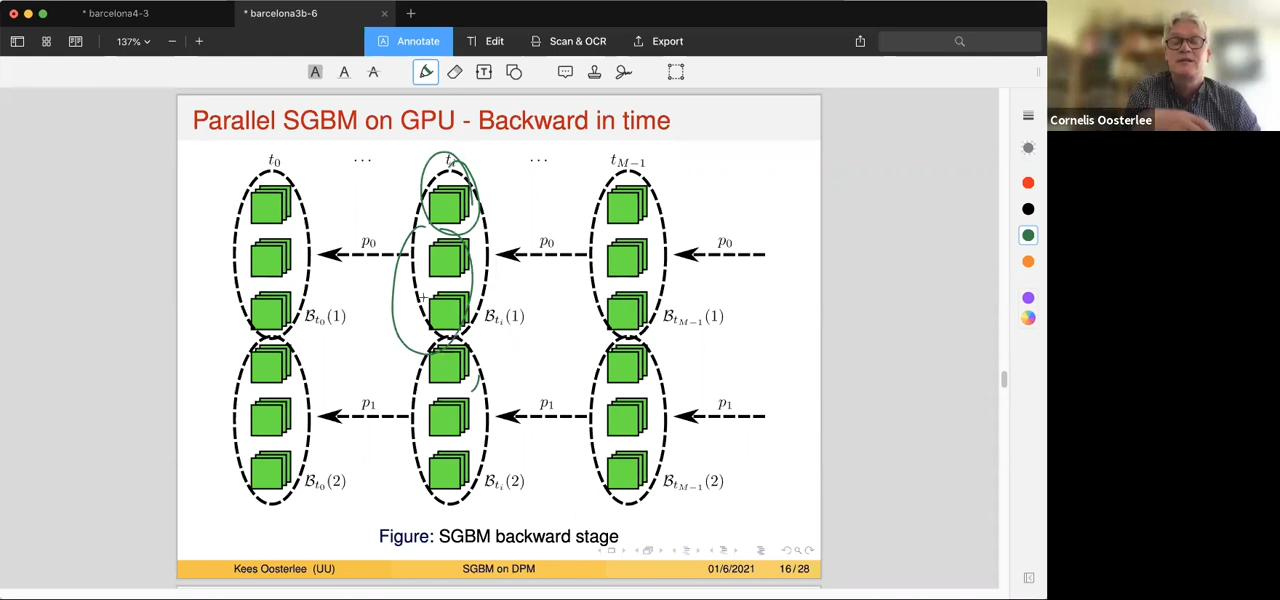 * barcelona4-3
* barcelona3b-6
137%
Annotate
Edit
Scan & OCR
Export
A A A T
Cornelis Oosterlee
Parallel SGBM on GPU - Backward in time
t0 ··· ··· tM−1
p0 p0 p0
Bt0(1) Bti(1) BtM−1(1)
p1 p1 p1
Bt0(2) Bti(2) BtM−1(2)
Figure: SGBM backward stage
Kees Oosterlee (UU) SGBM on DPM 01/6/2021 16/28